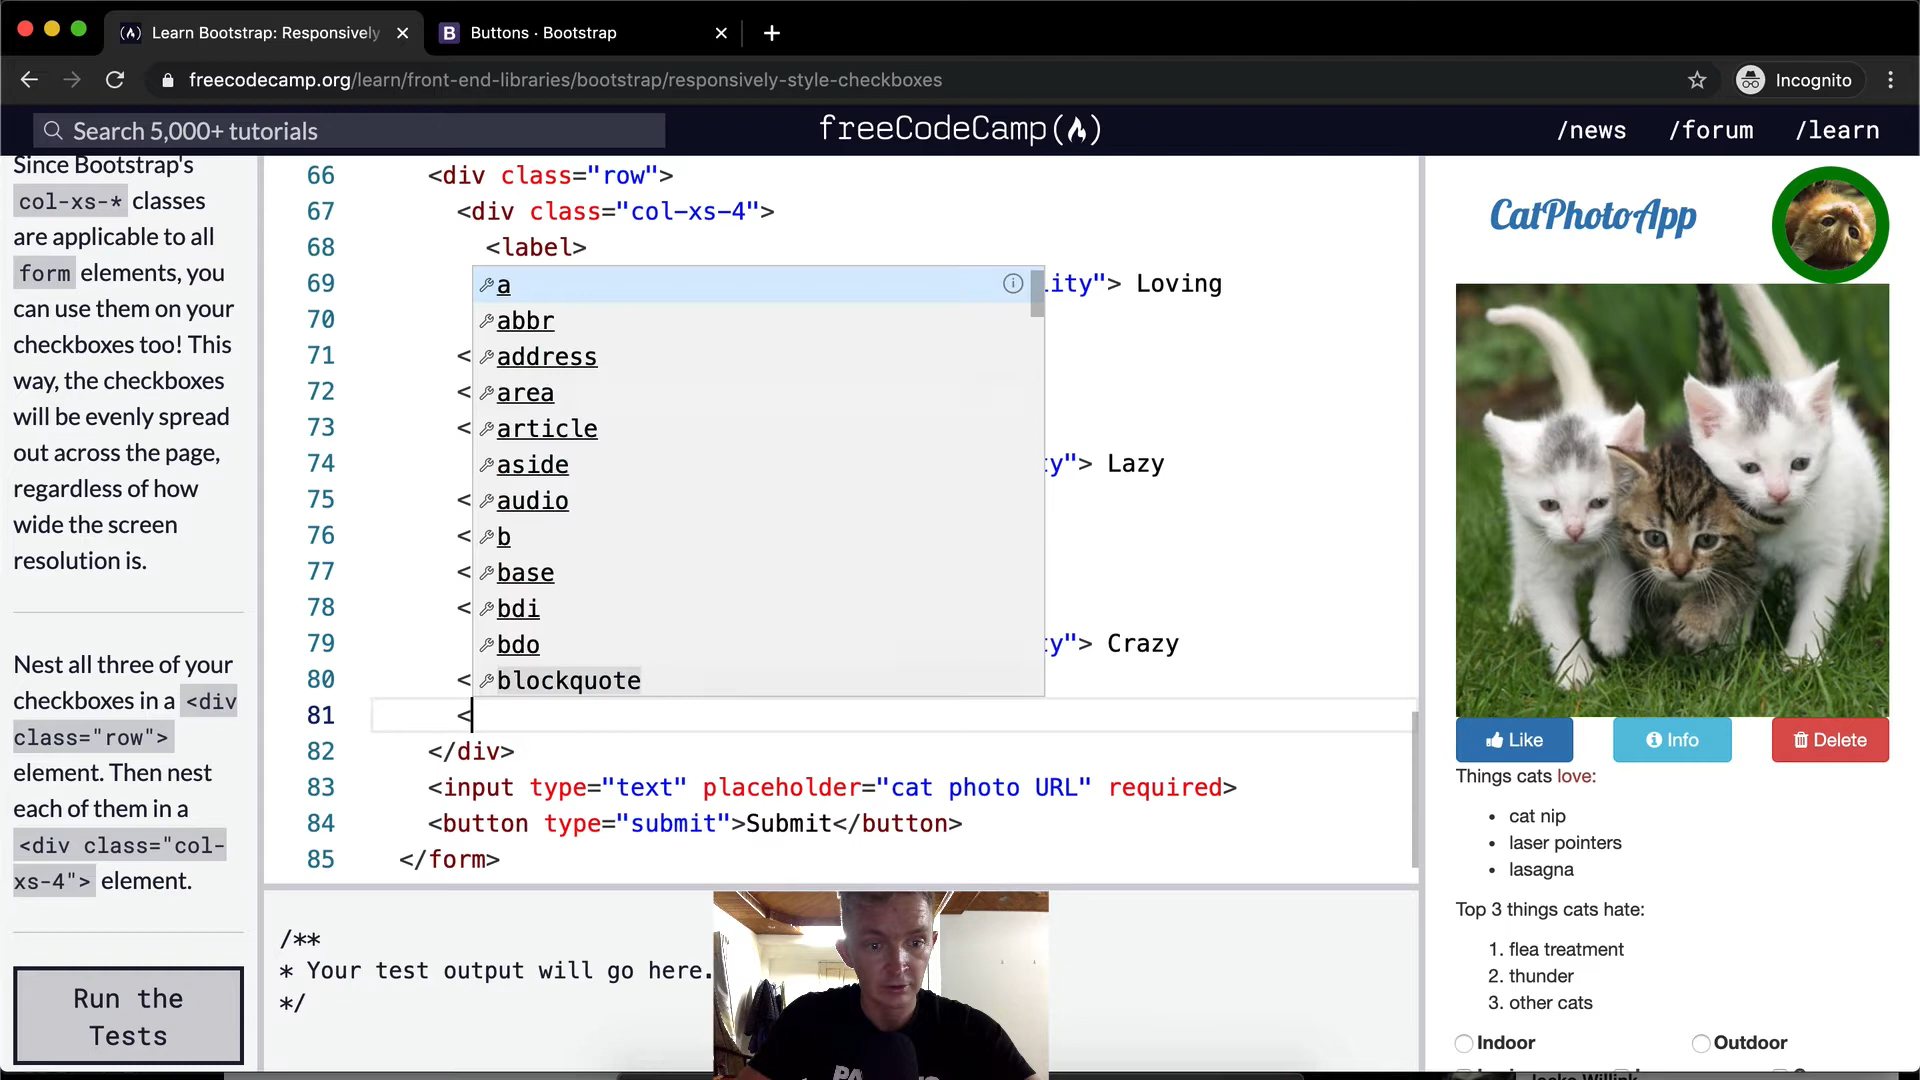 Learn Bootstrap: Responsively
Buttons · Bootstrap
freecodecamp.org/learn/front-end-libraries/bootstrap/responsively-style-checkboxes
Incognito
Search 5,000+ tutorials
freeCodeCamp
/news
/forum
/learn
Since Bootstrap's
col-xs-* classes
are applicable to all
form elements, you
can use them on your
checkboxes too! This
way, the checkboxes
will be evenly spread
out across the page,
regardless of how
wide the screen
resolution is.
Nest all three of your
checkboxes in a <div
class="row">
element. Then nest
each of them in a
<div class="col-
xs-4"> element.
Run the
Tests
66 <div class="row">
67 <div class="col-xs-4">
68 <label>
69 ity"> Loving
70
71 <
72 <
73 <
74 ty"> Lazy
75 <
76 <
77 <
78 <
79 ty"> Crazy
80 <
81 <
82 </div>
83 <input type="text" placeholder="cat photo URL" required>
84 <button type="submit">Submit</button>
85 </form>
a
abbr
address
area
article
aside
audio
b
base
bdi
bdo
blockquote
/**
* Your test output will go here.
*/
CatPhotoApp
Like
Info
Delete
Things cats love:
• cat nip
• laser pointers
• lasagna
Top 3 things cats hate:
1. flea treatment
2. thunder
3. other cats
Indoor
Outdoor